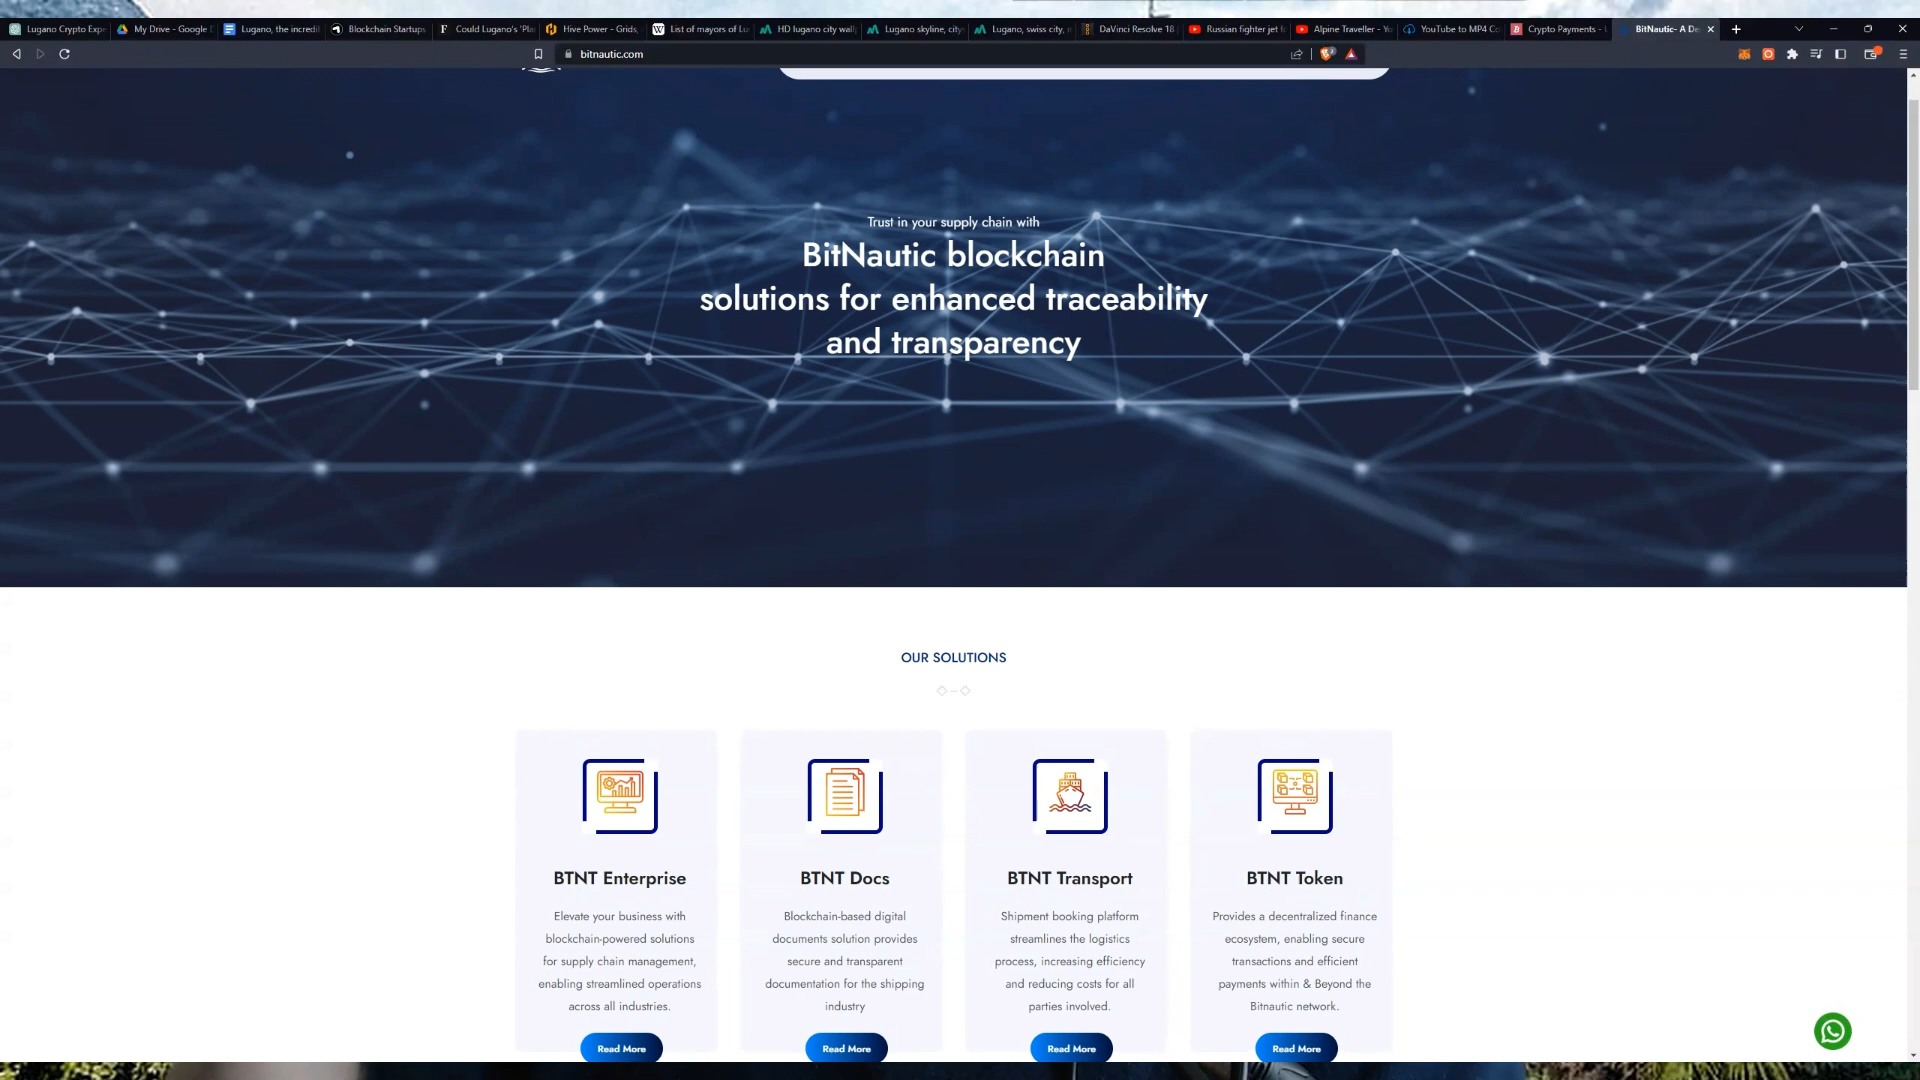 Lugano Crypto Expe
My Drive - Google D
Lugano, the incredi
Blockchain Startups
Could Lugano's 'Pla
Hive Power - Grids,
List of mayors of Lu
HD lugano city wall
Lugano skyline, city
Lugano, swiss city, 
DaVinci Resolve 18
Russian fighter jet f
Alpine Traveller - Yo
YouTube to MP4 Co
Crypto Payments - L
BitNautic- A De
bitnautic.com
Trust in your supply chain with
BitNautic blockchain
solutions for enhanced traceability
and transparency
OUR SOLUTIONS
BTNT Enterprise
Elevate your business with
blockchain-powered solutions
for supply chain management,
enabling streamlined operations
across all industries.
Read More
BTNT Docs
Blockchain-based digital
documents solution provides
secure and transparent
documentation for the shipping
industry
Read More
BTNT Transport
Shipment booking platform
streamlines the logistics
process, increasing efficiency
and reducing costs for all
parties involved.
Read More
BTNT Token
Provides a decentralized finance
ecosystem, enabling secure
transactions and efficient
payments within & Beyond the
Bitnautic network.
Read More